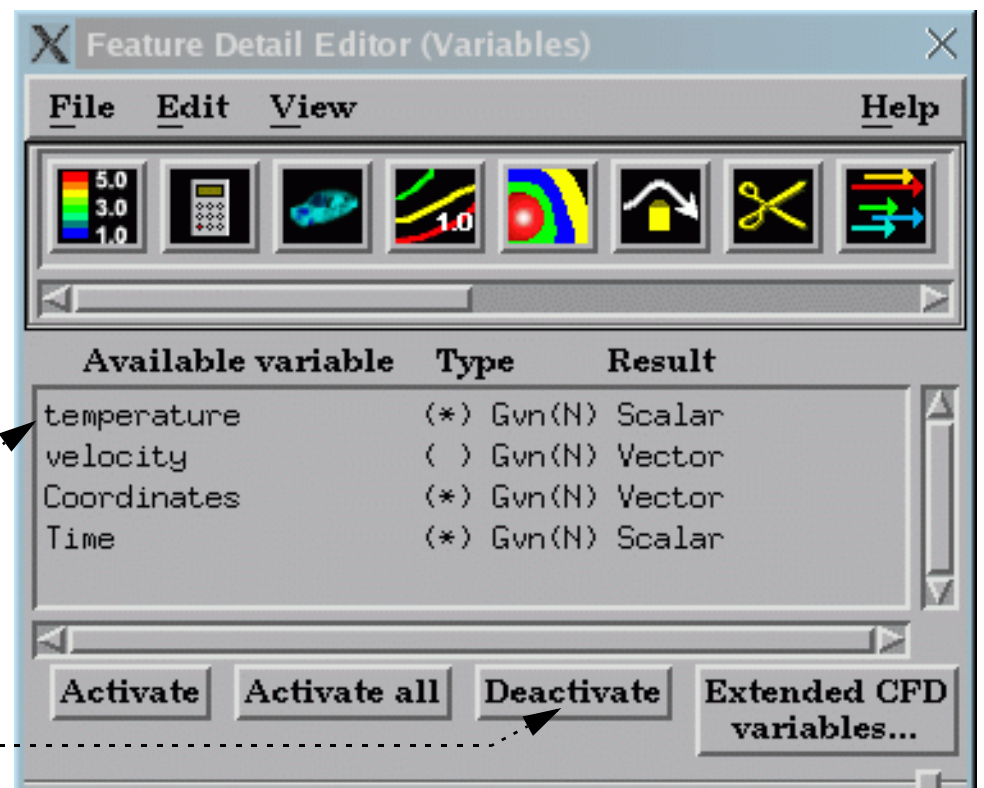 Feature Detail Editor (Variables)
File Edit View Help
5.0
3.0
1.0
1.0
Available variable Type Result
temperature (*) Gvn(N) Scalar
velocity ( ) Gvn(N) Vector
Coordinates (*) Gvn(N) Vector
Time (*) Gvn(N) Scalar
Activate Activate all Deactivate Extended CFD
variables...